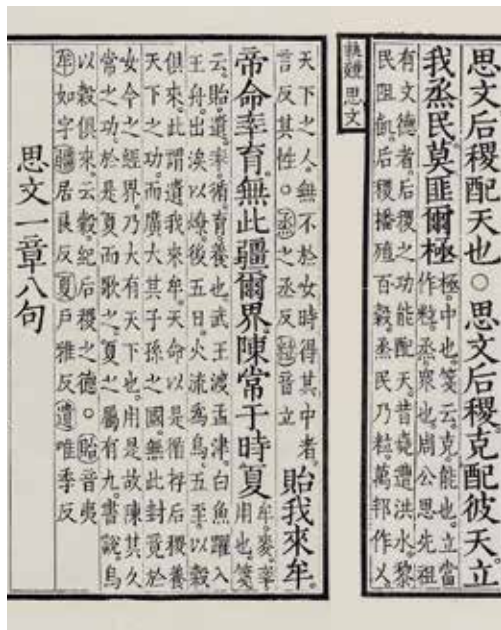 思文后稷配天也○思文后稷。克配彼天。立
我烝民。莫匪爾極
極。中也。箋云。克。能也。立當
作粒。烝。衆也。周公思先祖
有文德者。后稷之功能配天。昔堯遭洪水。黎
民阻飢。后稷播殖百穀。烝民乃粒。萬邦作乂
執競 思文
天下之人。無不於女時得其中者。
言反其性○烝之丞反粒音立
貽我來牟。
帝命率育。無此疆爾界。陳常于時夏
牟。麥。率。
用也。箋
云。貽。遺。率。循。育。養也。武王渡孟津。白魚躍入
王舟。出涘以燎。後五日。火流為烏。五至。以穀
俱來。此謂遺我來牟。天命以是循存后稷養
天下之功。而廣大其子孫之國。無此封竟於
女今之經界。乃大有天下也。用是故陳其久
常之功。於是夏而歌之。夏之屬有九。書說。烏
以穀俱來。云穀紀后稷之德○貽音夷
牟如字疆居良反夏戶雅反遺唯季反
思文一章八句